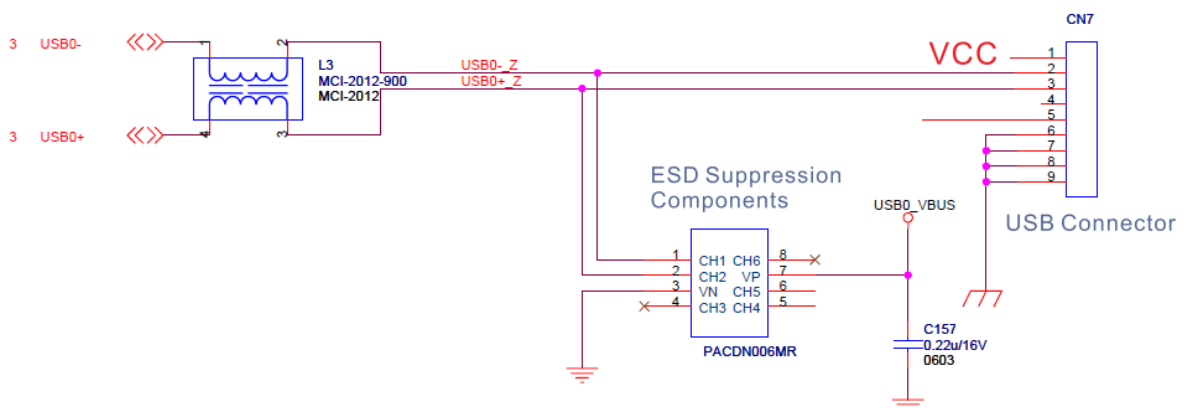 CN7
3 USB0-
1 2
L3
MCI-2012-900
MCI-2012
USB0-_Z
USB0+_Z
VCC
1
2
3
4
5
6
7
8
9
3 USB0+
4 3
ESD Suppression
Components
USB0_VBUS
USB Connector
1 CH1 CH6 8
2 CH2 VP 7
3 VN CH5 6
4 CH3 CH4 5
PACDN006MR
C157
0.22u/16V
0603